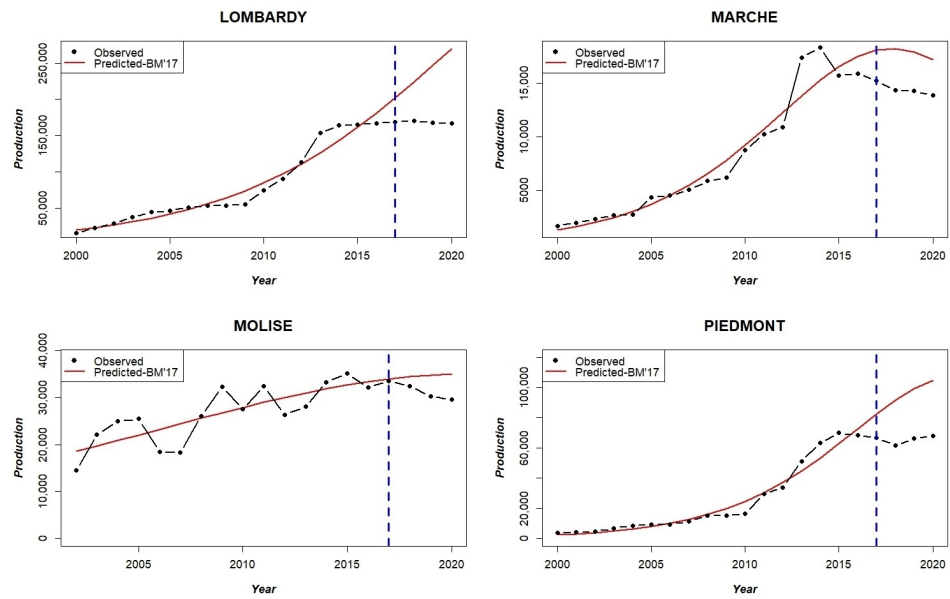 LOMBARDY
Observed
Predicted-BM'17
250,000
150,000
50,000
Production
2000 2005 2010 2015 2020
Year
MARCHE
Observed
Predicted-BM'17
15,000
10,000
5000
Production
2000 2005 2010 2015 2020
Year
MOLISE
Observed
Predicted-BM'17
40,000
30,000
20,000
10,000
0
Production
2005 2010 2015 2020
Year
PIEDMONT
Observed
Predicted-BM'17
100,000
60,000
20,000
0
Production
2000 2005 2010 2015 2020
Year